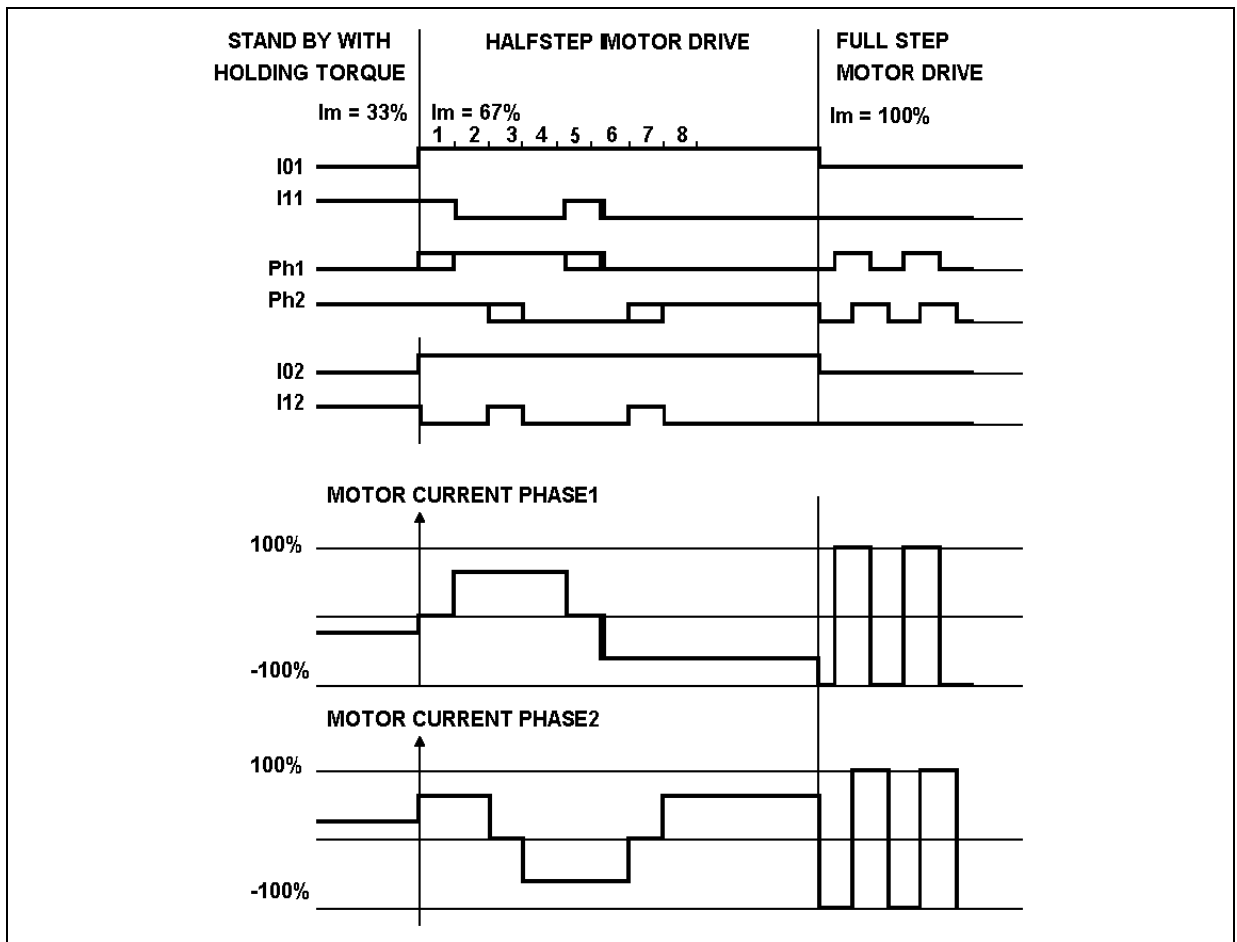 STAND BY WITH
HOLDING TORQUE
HALFSTEP MOTOR DRIVE
FULL STEP
MOTOR DRIVE
Im = 33%
Im = 67%
Im = 100%
1 2 3 4 5 6 7 8
I01
I11
Ph1
Ph2
I02
I12
MOTOR CURRENT PHASE1
100%
-100%
MOTOR CURRENT PHASE2
100%
-100%